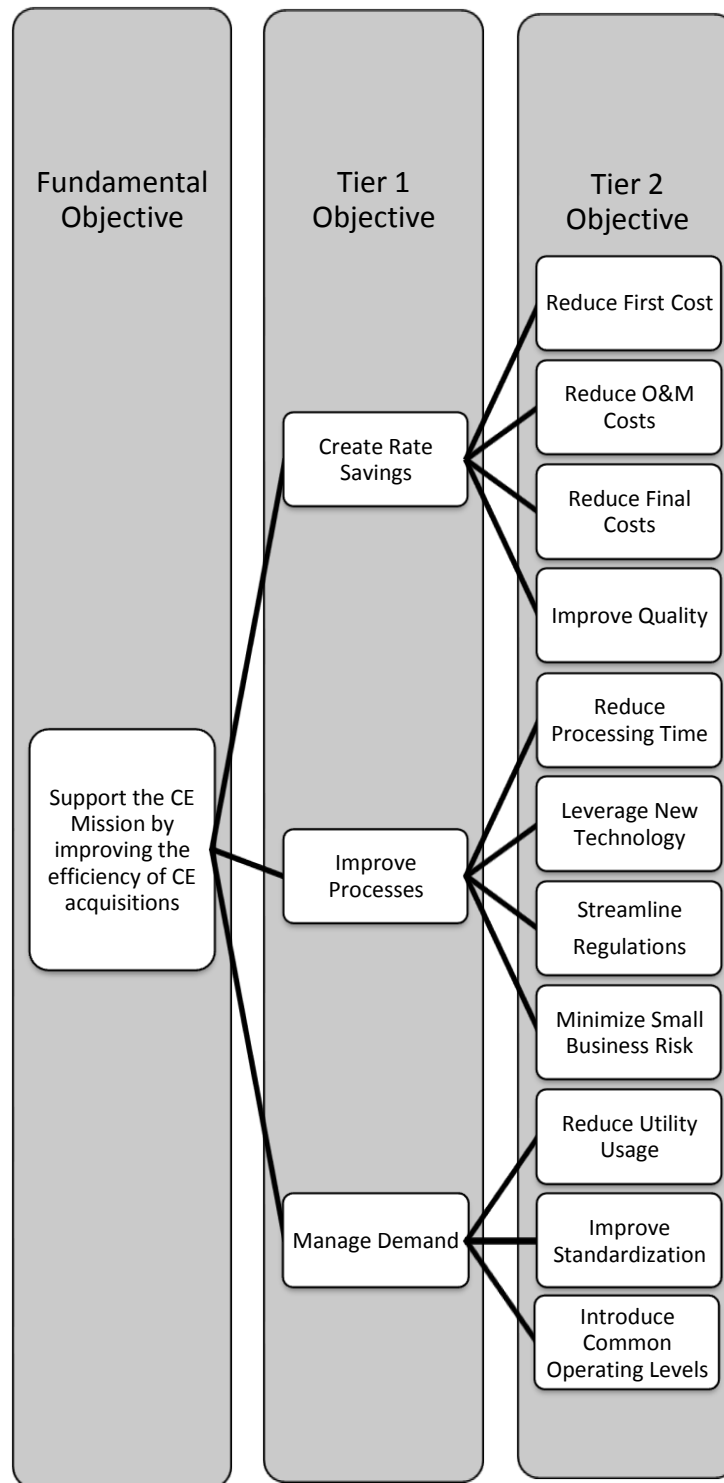 Fundamental
Objective
Support the CE
Mission by
improving the
efficiency of CE
acquisitions
Tier 1
Objective
Create Rate
Savings
Improve
Processes
Manage Demand
Tier 2
Objective
Reduce First Cost
Reduce O&M
Costs
Reduce Final
Costs
Improve Quality
Reduce
Processing Time
Leverage New
Technology
Streamline
Regulations
Minimize Small
Business Risk
Reduce Utility
Usage
Improve
Standardization
Introduce
Common
Operating Levels